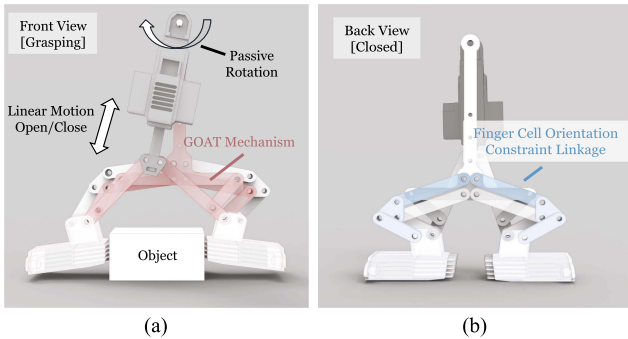 Front View
[Grasping]
Passive
Rotation
Linear Motion
Open/Close
GOAT Mechanism
Object
(a)
Back View
[Closed]
Finger Cell Orientation
Constraint Linkage
(b)